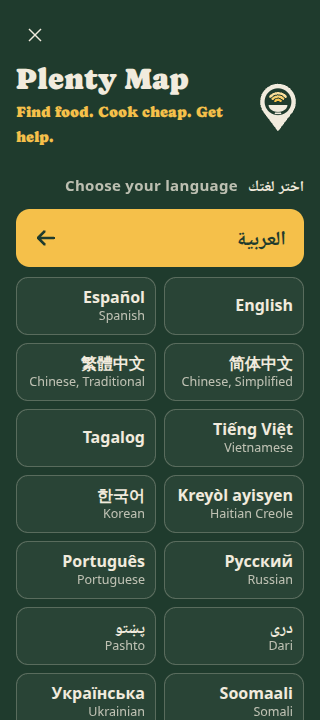 Plenty Map
Find food. Cook cheap. Get
help.
اختر لغتك Choose your language
العربية
English
Español
Spanish
简体中文
Chinese, Simplified
繁體中文
Chinese, Traditional
Tiếng Việt
Vietnamese
Tagalog
Kreyòl ayisyen
Haitian Creole
한국어
Korean
Русский
Russian
Português
Portuguese
دری
Dari
پښتو
Pashto
Soomaali
Somali
Українська
Ukrainian